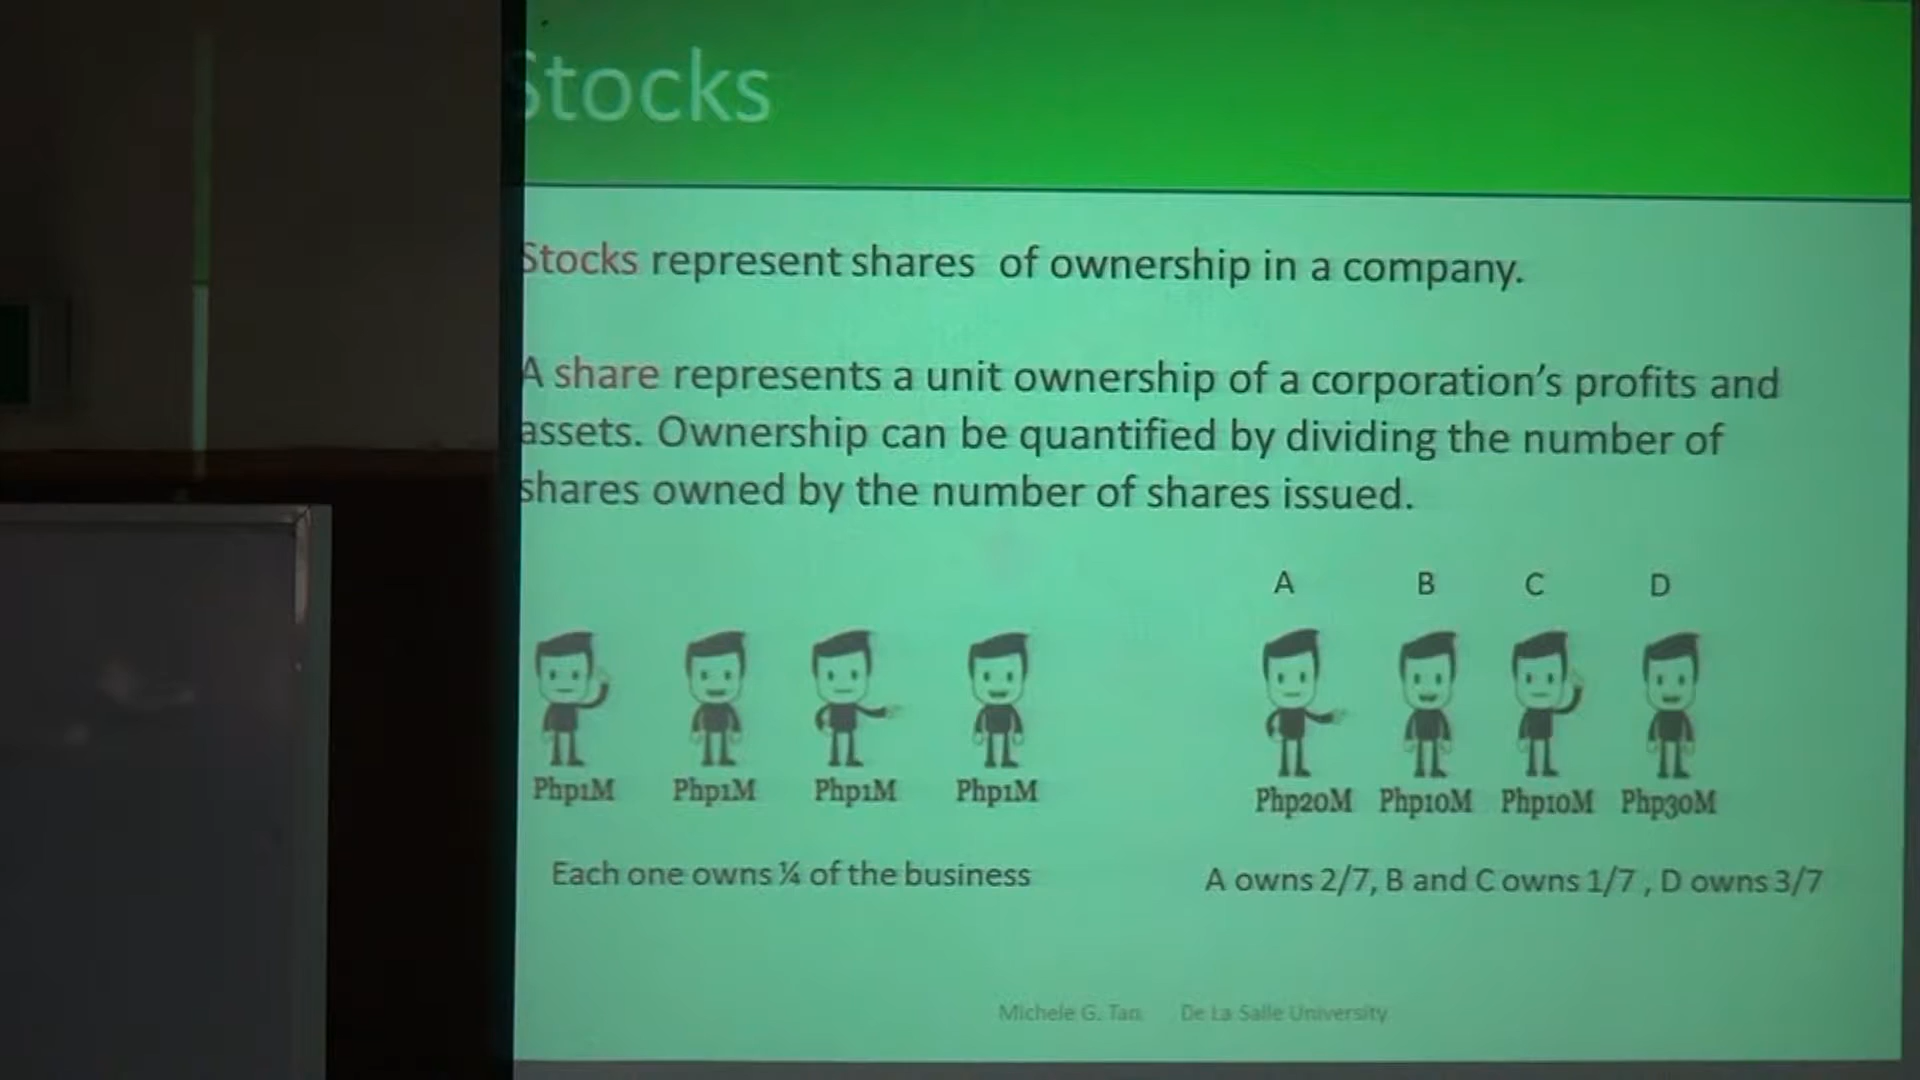 Stocks
Stocks represent shares of ownership in a company.
A share represents a unit ownership of a corporation's profits and
assets. Ownership can be quantified by dividing the number of
shares owned by the number of shares issued.
A B C D
Php1M Php1M Php1M Php1M
Php20M Php10M Php10M Php30M
Each one owns ¼ of the business
A owns 2/7, B and C owns 1/7 , D owns 3/7
Michele G. Tan De La Salle University